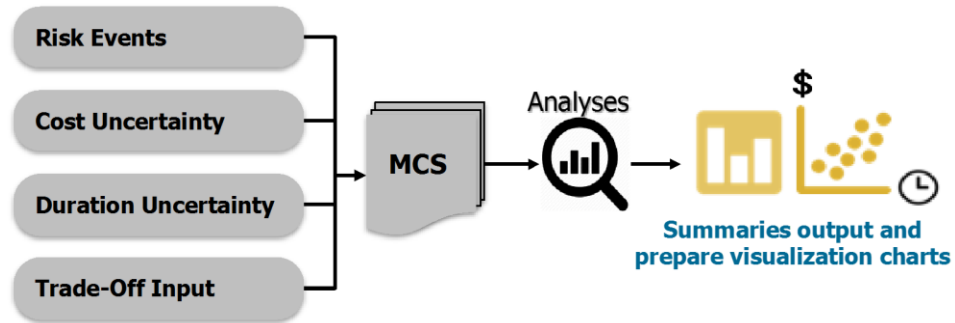 Risk Events
Cost Uncertainty
Duration Uncertainty
Trade-Off Input
MCS
Analyses
$
Summaries output and
prepare visualization charts